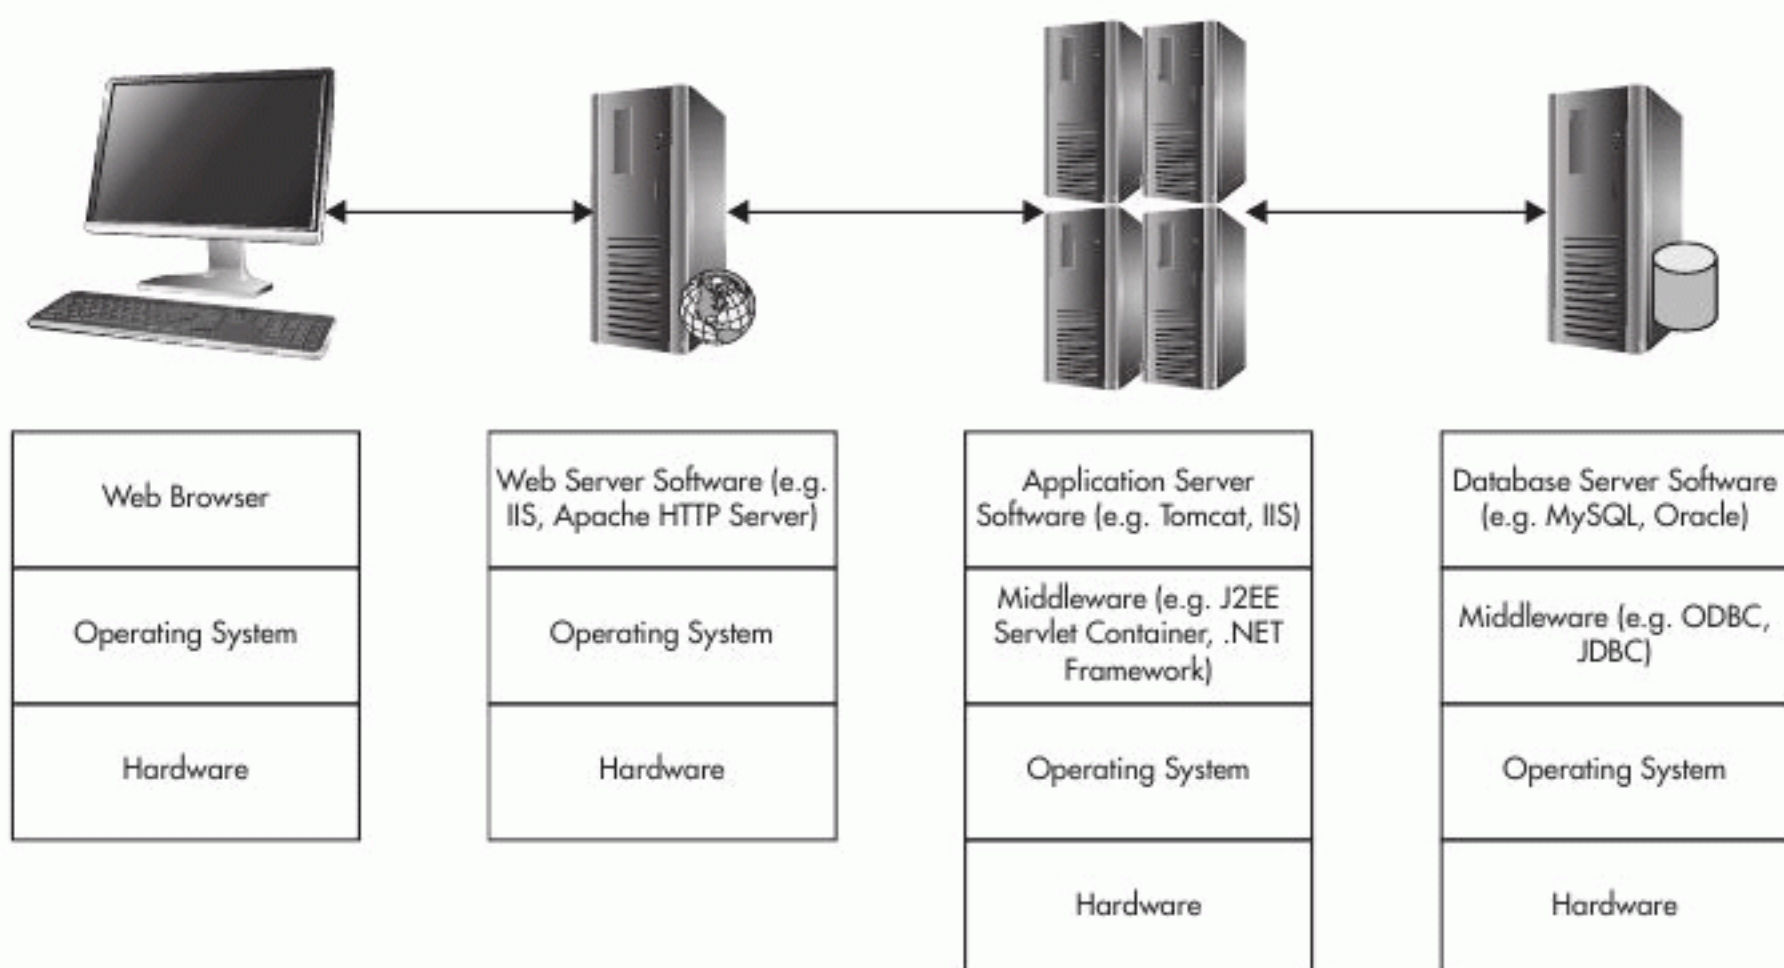 Web Browser
Operating System
Hardware
Web Server Software (e.g.
IIS, Apache HTTP Server)
Operating System
Hardware
Application Server
Software (e.g. Tomcat, IIS)
Middleware (e.g. J2EE
Servlet Container, .NET
Framework)
Operating System
Hardware
Database Server Software
(e.g. MySQL, Oracle)
Middleware (e.g. ODBC,
JDBC)
Operating System
Hardware